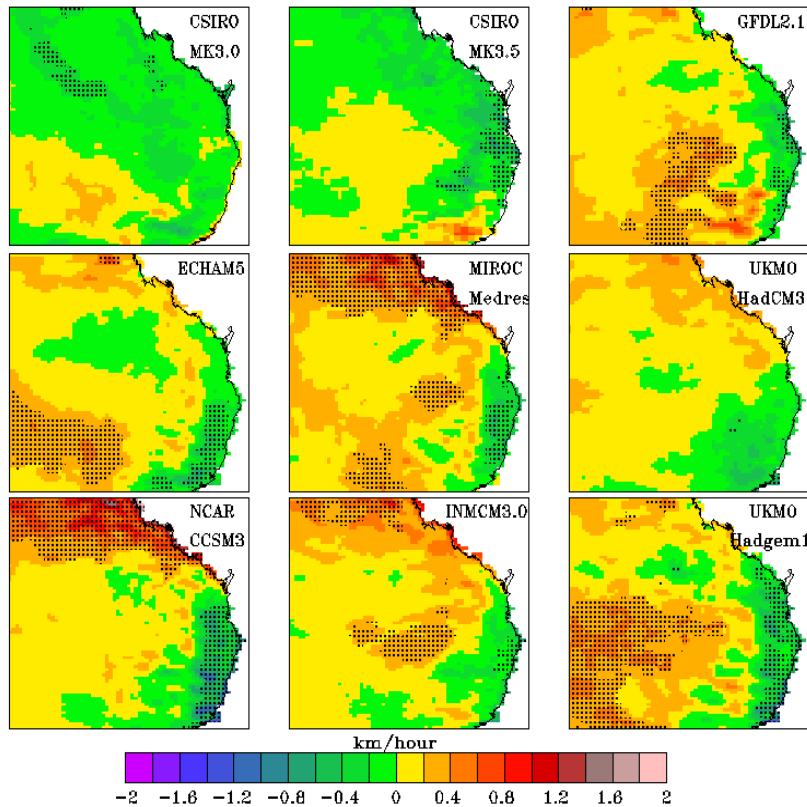 CSIRO
MK3.0
CSIRO
MK3.5
GFDL2.1
ECHAM5
MIROC
Medres
UKMO
HadCM3
NCAR
CCSM3
INMCM3.0
UKMO
Hadgem1
km/hour
-2 -1.6 -1.2 -0.8 -0.4 0 0.4 0.8 1.2 1.6 2